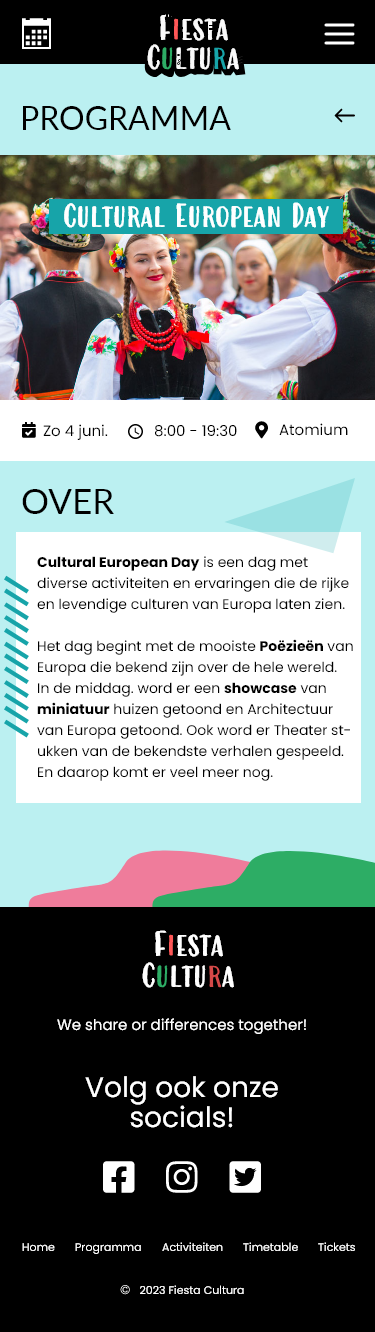 FIESTA
CULTURA
PROGRAMMA
CULTURAL EUROPEAN DAY
Zo 4 juni. 8:00 - 19:30 Atomium
OVER
Cultural European Day is een dag met
diverse activiteiten en ervaringen die de rijke
en levendige culturen van Europa laten zien.
Het dag begint met de mooiste Poëzieën van
Europa die bekend zijn over de hele wereld.
In de middag. word er een showcase van
miniatuur huizen getoond en Architectuur
van Europa getoond. Ook word er Theater st-
ukken van de bekendste verhalen gespeeld.
En daarop komt er veel meer nog.
FIESTA
CULTURA
We share or differences together!
Volg ook onze
socials!
Home Programma Activiteiten Timetable Tickets
© 2023 Fiesta Cultura